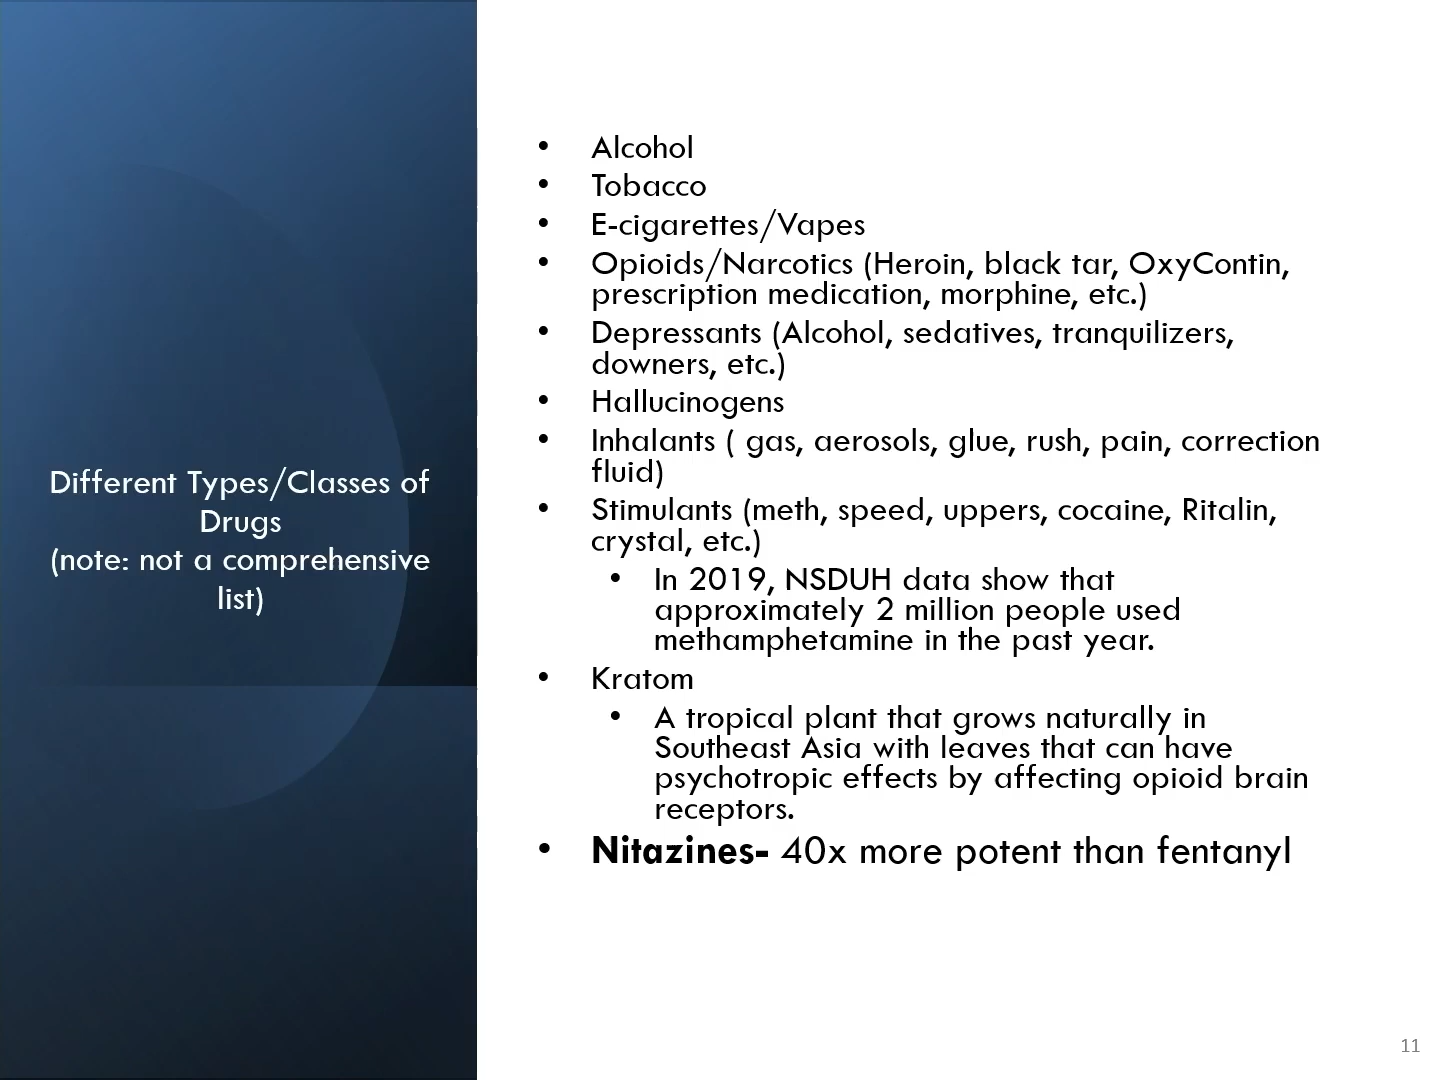 Different Types/Classes of
Drugs
(note: not a comprehensive
list)
• Alcohol
• Tobacco
• E-cigarettes/Vapes
• Opioids/Narcotics (Heroin, black tar, OxyContin,
prescription medication, morphine, etc.)
• Depressants (Alcohol, sedatives, tranquilizers,
downers, etc.)
• Hallucinogens
• Inhalants ( gas, aerosols, glue, rush, pain, correction
fluid)
• Stimulants (meth, speed, uppers, cocaine, Ritalin,
crystal, etc.)
• In 2019, NSDUH data show that
approximately 2 million people used
methamphetamine in the past year.
• Kratom
• A tropical plant that grows naturally in
Southeast Asia with leaves that can have
psychotropic effects by affecting opioid brain
receptors.
• Nitazines- 40x more potent than fentanyl
11